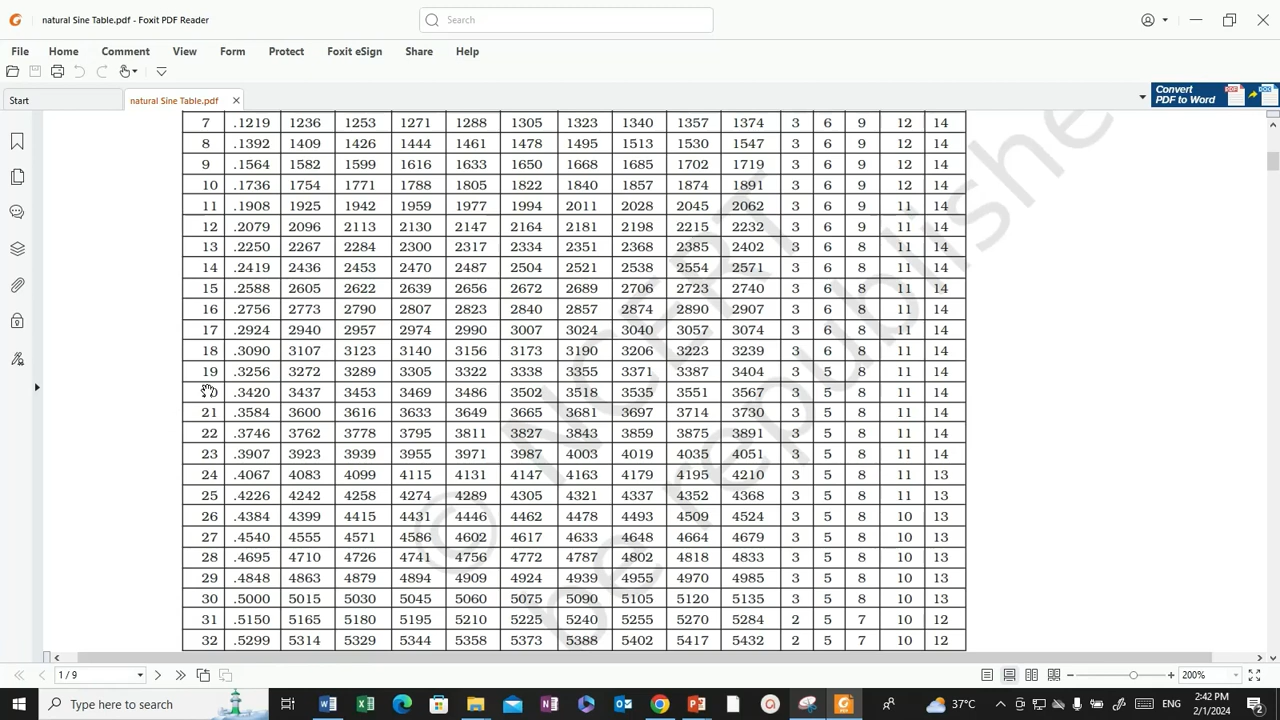 natural Sine Table.pdf - Foxit PDF Reader
Search
File Home Comment View Form Protect Foxit eSign Share Help
Start natural Sine Table.pdf
Convert
PDF to Word
7 .1219 1236 1253 1271 1288 1305 1323 1340 1357 1374 3 6 9 12 14
8 .1392 1409 1426 1444 1461 1478 1495 1513 1530 1547 3 6 9 12 14
9 .1564 1582 1599 1616 1633 1650 1668 1685 1702 1719 3 6 9 12 14
10 .1736 1754 1771 1788 1805 1822 1840 1857 1874 1891 3 6 9 12 14
11 .1908 1925 1942 1959 1977 1994 2011 2028 2045 2062 3 6 9 11 14
12 .2079 2096 2113 2130 2147 2164 2181 2198 2215 2232 3 6 9 11 14
13 .2250 2267 2284 2300 2317 2334 2351 2368 2385 2402 3 6 8 11 14
14 .2419 2436 2453 2470 2487 2504 2521 2538 2554 2571 3 6 8 11 14
15 .2588 2605 2622 2639 2656 2672 2689 2706 2723 2740 3 6 8 11 14
16 .2756 2773 2790 2807 2823 2840 2857 2874 2890 2907 3 6 8 11 14
17 .2924 2940 2957 2974 2990 3007 3024 3040 3057 3074 3 6 8 11 14
18 .3090 3107 3123 3140 3156 3173 3190 3206 3223 3239 3 6 8 11 14
19 .3256 3272 3289 3305 3322 3338 3355 3371 3387 3404 3 5 8 11 14
.3420 3437 3453 3469 3486 3502 3518 3535 3551 3567 3 5 8 11 14
21 .3584 3600 3616 3633 3649 3665 3681 3697 3714 3730 3 5 8 11 14
22 .3746 3762 3778 3795 3811 3827 3843 3859 3875 3891 3 5 8 11 14
23 .3907 3923 3939 3955 3971 3987 4003 4019 4035 4051 3 5 8 11 14
24 .4067 4083 4099 4115 4131 4147 4163 4179 4195 4210 3 5 8 11 13
25 .4226 4242 4258 4274 4289 4305 4321 4337 4352 4368 3 5 8 11 13
26 .4384 4399 4415 4431 4446 4462 4478 4493 4509 4524 3 5 8 10 13
27 .4540 4555 4571 4586 4602 4617 4633 4648 4664 4679 3 5 8 10 13
28 .4695 4710 4726 4741 4756 4772 4787 4802 4818 4833 3 5 8 10 13
29 .4848 4863 4879 4894 4909 4924 4939 4955 4970 4985 3 5 8 10 13
30 .5000 5015 5030 5045 5060 5075 5090 5105 5120 5135 3 5 8 10 13
31 .5150 5165 5180 5195 5210 5225 5240 5255 5270 5284 2 5 7 10 12
32 .5299 5314 5329 5344 5358 5373 5388 5402 5417 5432 2 5 7 10 12
© NCERT
be republishe
1 / 9
200%
Type here to search
37°C
ENG
2:42 PM
2/1/2024